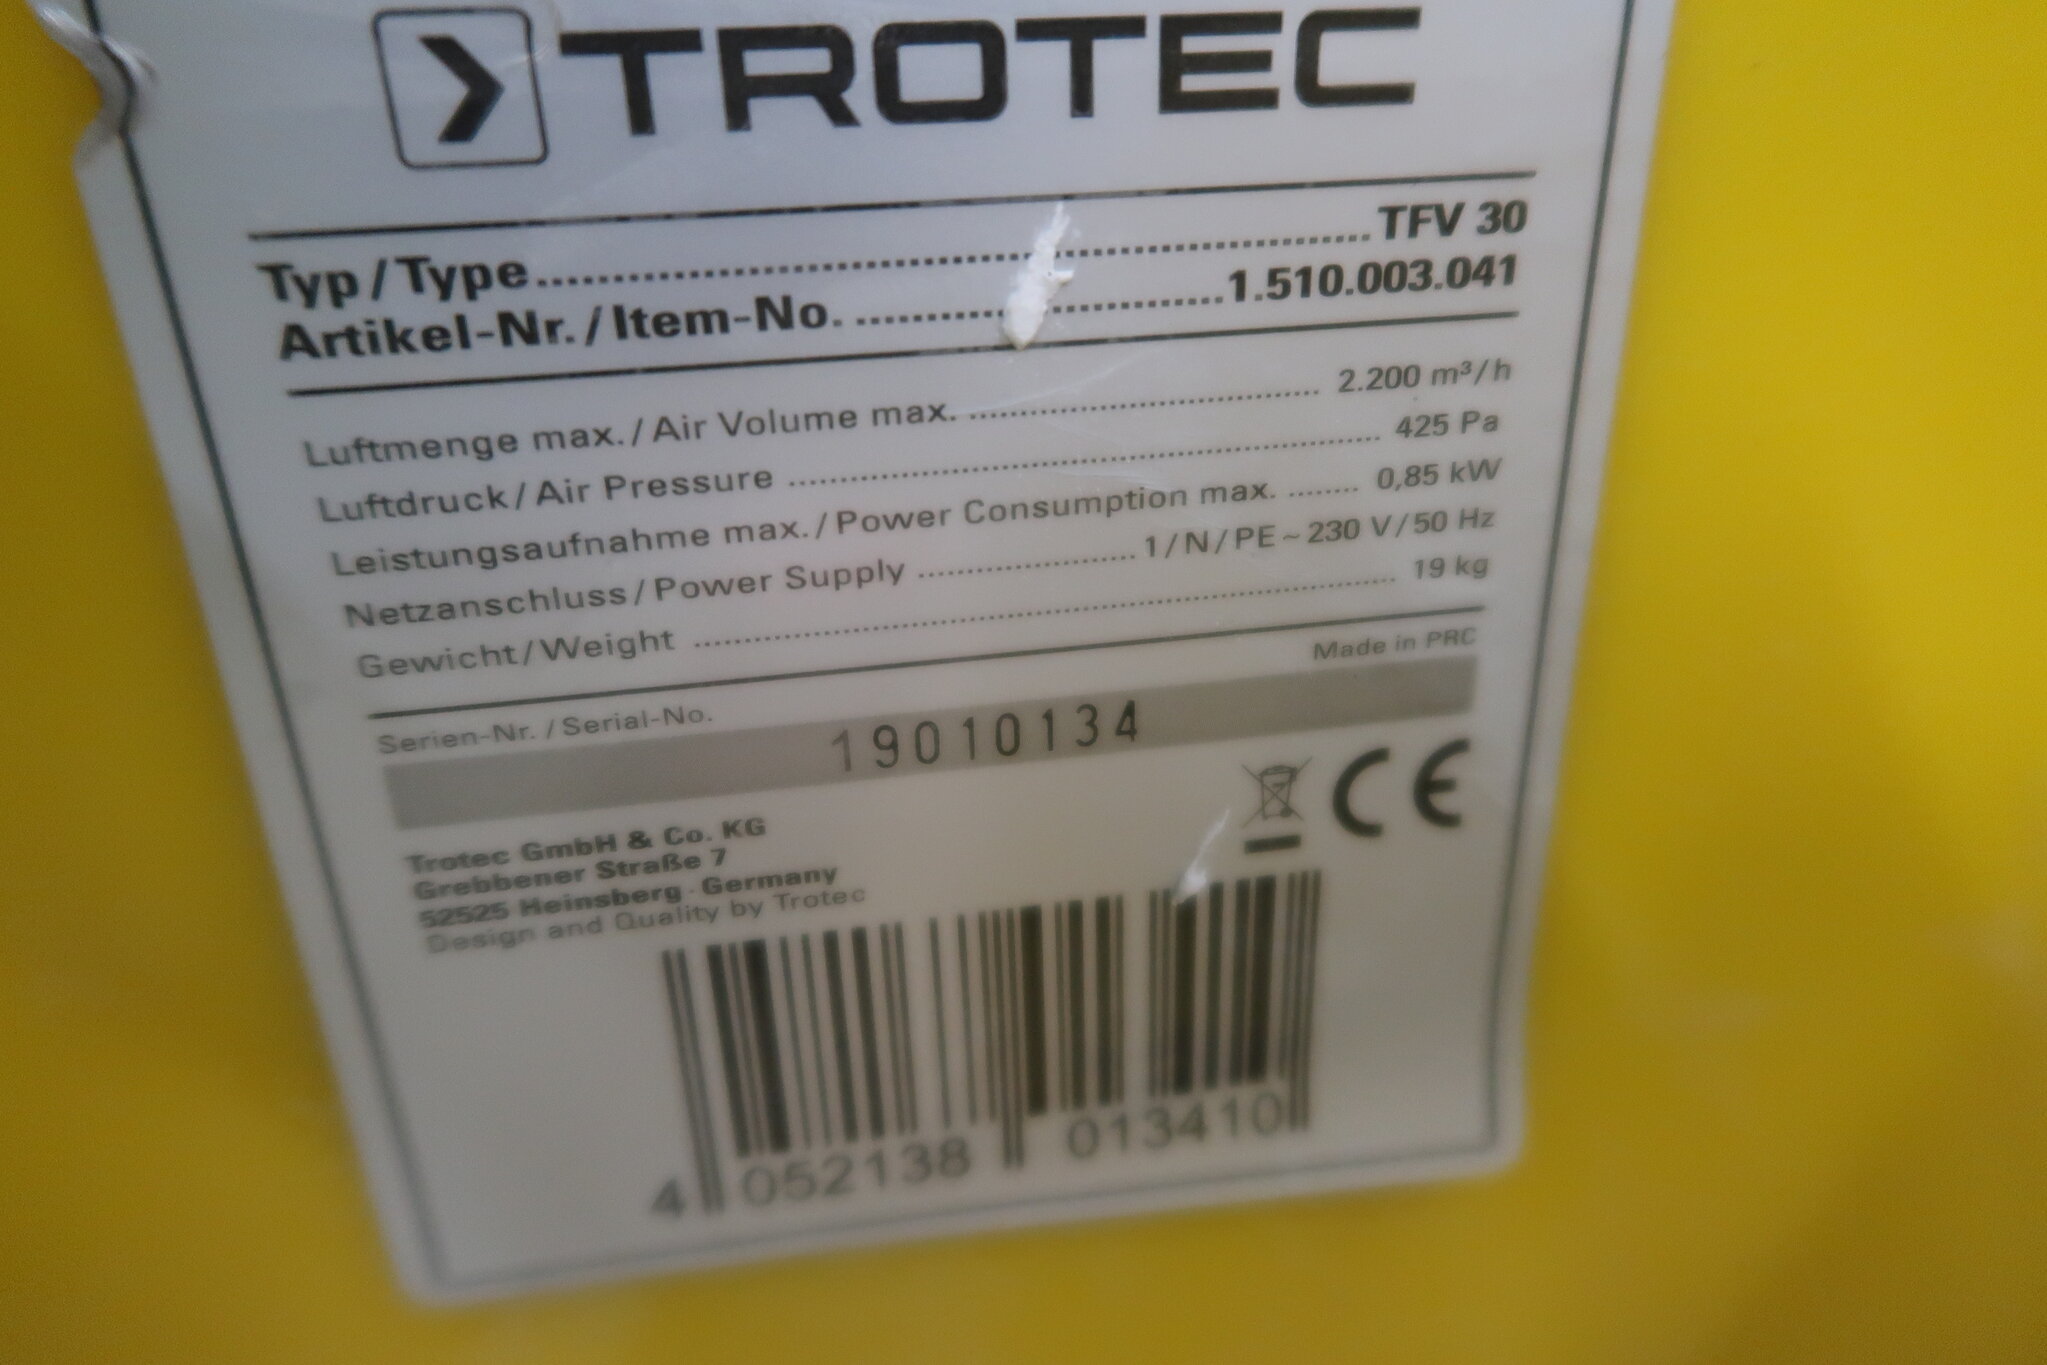 TROTEC
Typ / Type ........ TFV 30
Artikel-Nr. / Item-No. ........ 1.510.003.041
Luftmenge max. / Air Volume max. ........ 2.200 m³/h
Luftdruck / Air Pressure ........ 425 Pa
Leistungsaufnahme max. / Power Consumption max. ........ 0,85 kW
Netzanschluss / Power Supply ........ 1/N/PE ~ 230 V/50 Hz
Gewicht / Weight ........ 19 kg
Made in PRC
Serien-Nr. / Serial-No.
19010134
CE
Trotec GmbH & Co. KG
Grebbener Straße 7
52525 Heinsberg · Germany
Design and Quality by Trotec
4 052138 013410